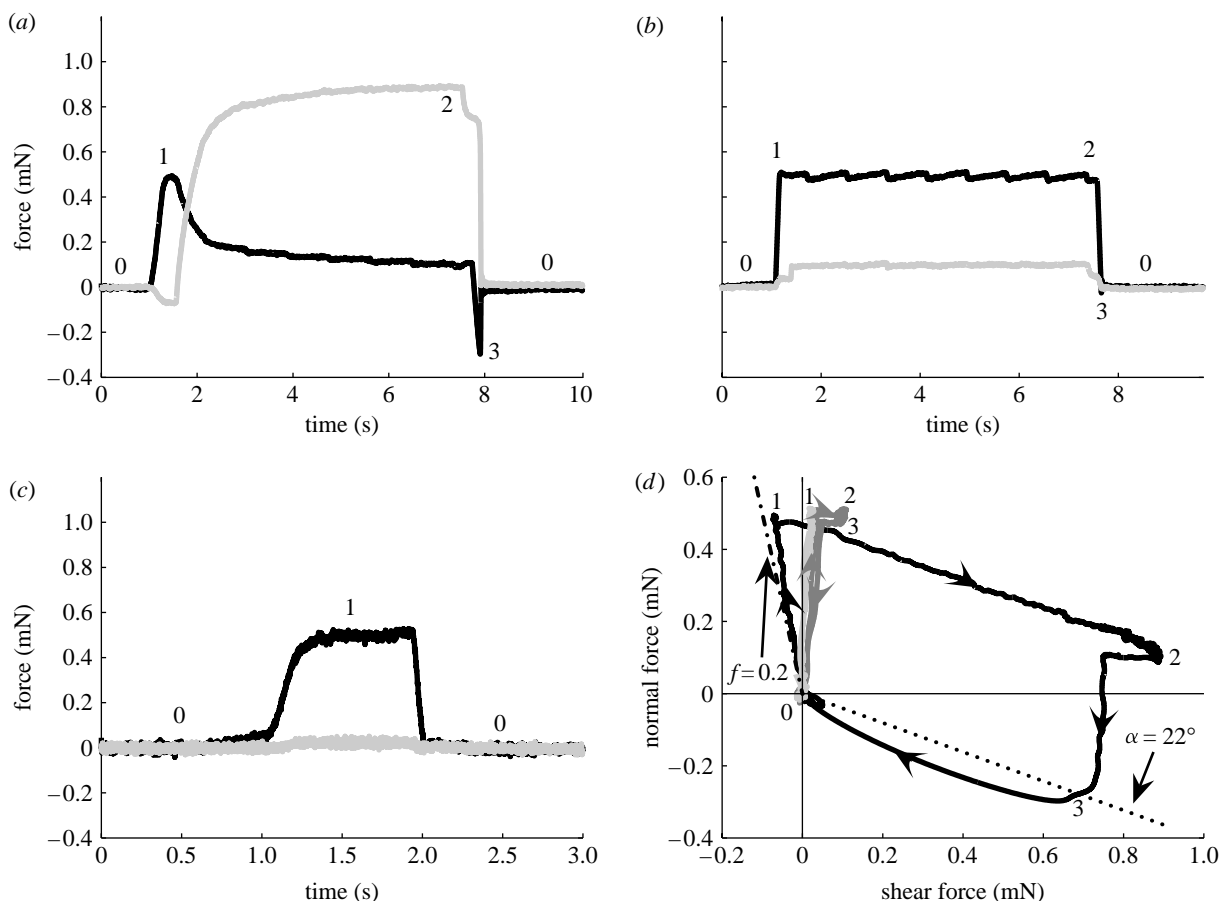 (a)
force (mN)
1.0
0.8
0.6
0.4
0.2
0
−0.2
−0.4
0
1
2
3
0
0 2 4 6 8 10
time (s)
(b)
0
1
2
3
0
0 2 4 6 8
time (s)
(c)
force (mN)
1.0
0.8
0.6
0.4
0.2
0
−0.2
−0.4
0
1
0
0 0.5 1.0 1.5 2.0 2.5 3.0
time (s)
(d)
normal force (mN)
0.6
0.4
0.2
0
−0.2
−0.4
1 1 2
3
f=0.2
0
2
α=22°
3
−0.2 0 0.2 0.4 0.6 0.8 1.0
shear force (mN)